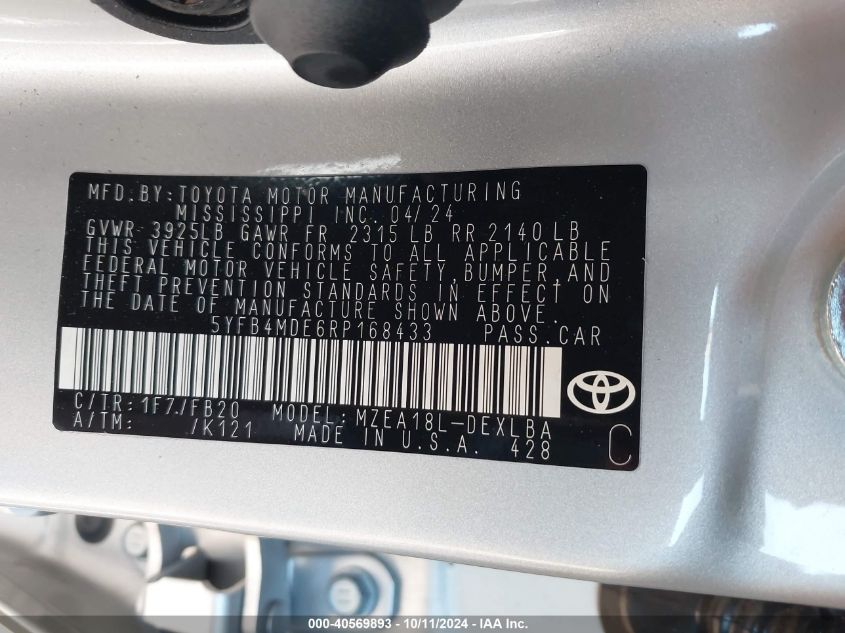 MFD.BY:TOYOTA MOTOR MANUFACTURING
MISSISSIPPI INC. 04/24
GVWR 3925LB GAWR FR 2315 LB RR 2140 LB
THIS VEHICLE CONFORMS TO ALL APPLICABLE
FEDERAL MOTOR VEHICLE SAFETY, BUMPER, AND
THEFT PREVENTION STANDARDS IN EFFECT ON
THE DATE OF MANUFACTURE SHOWN ABOVE.
5YFB4MDE6RP168433 PASS.CAR
C/TR: 1F7/FB20 MODEL: MZEA18L-DEXLBA
A/TM: /K121 MADE IN U.S.A. 428
C
000-40569893 - 10/11/2024 - IAAI.COM